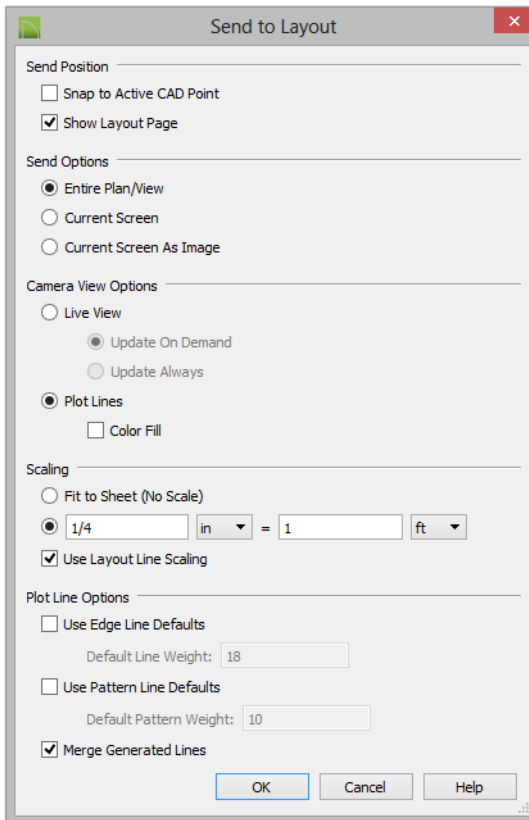 Send to Layout
Send Position
Snap to Active CAD Point
Show Layout Page
Send Options
Entire Plan/View
Current Screen
Current Screen As Image
Camera View Options
Live View
Update On Demand
Update Always
Plot Lines
Color Fill
Scaling
Fit to Sheet (No Scale)
1/4 in = 1 ft
Use Layout Line Scaling
Plot Line Options
Use Edge Line Defaults
Default Line Weight: 18
Use Pattern Line Defaults
Default Pattern Weight: 10
Merge Generated Lines
OK Cancel Help